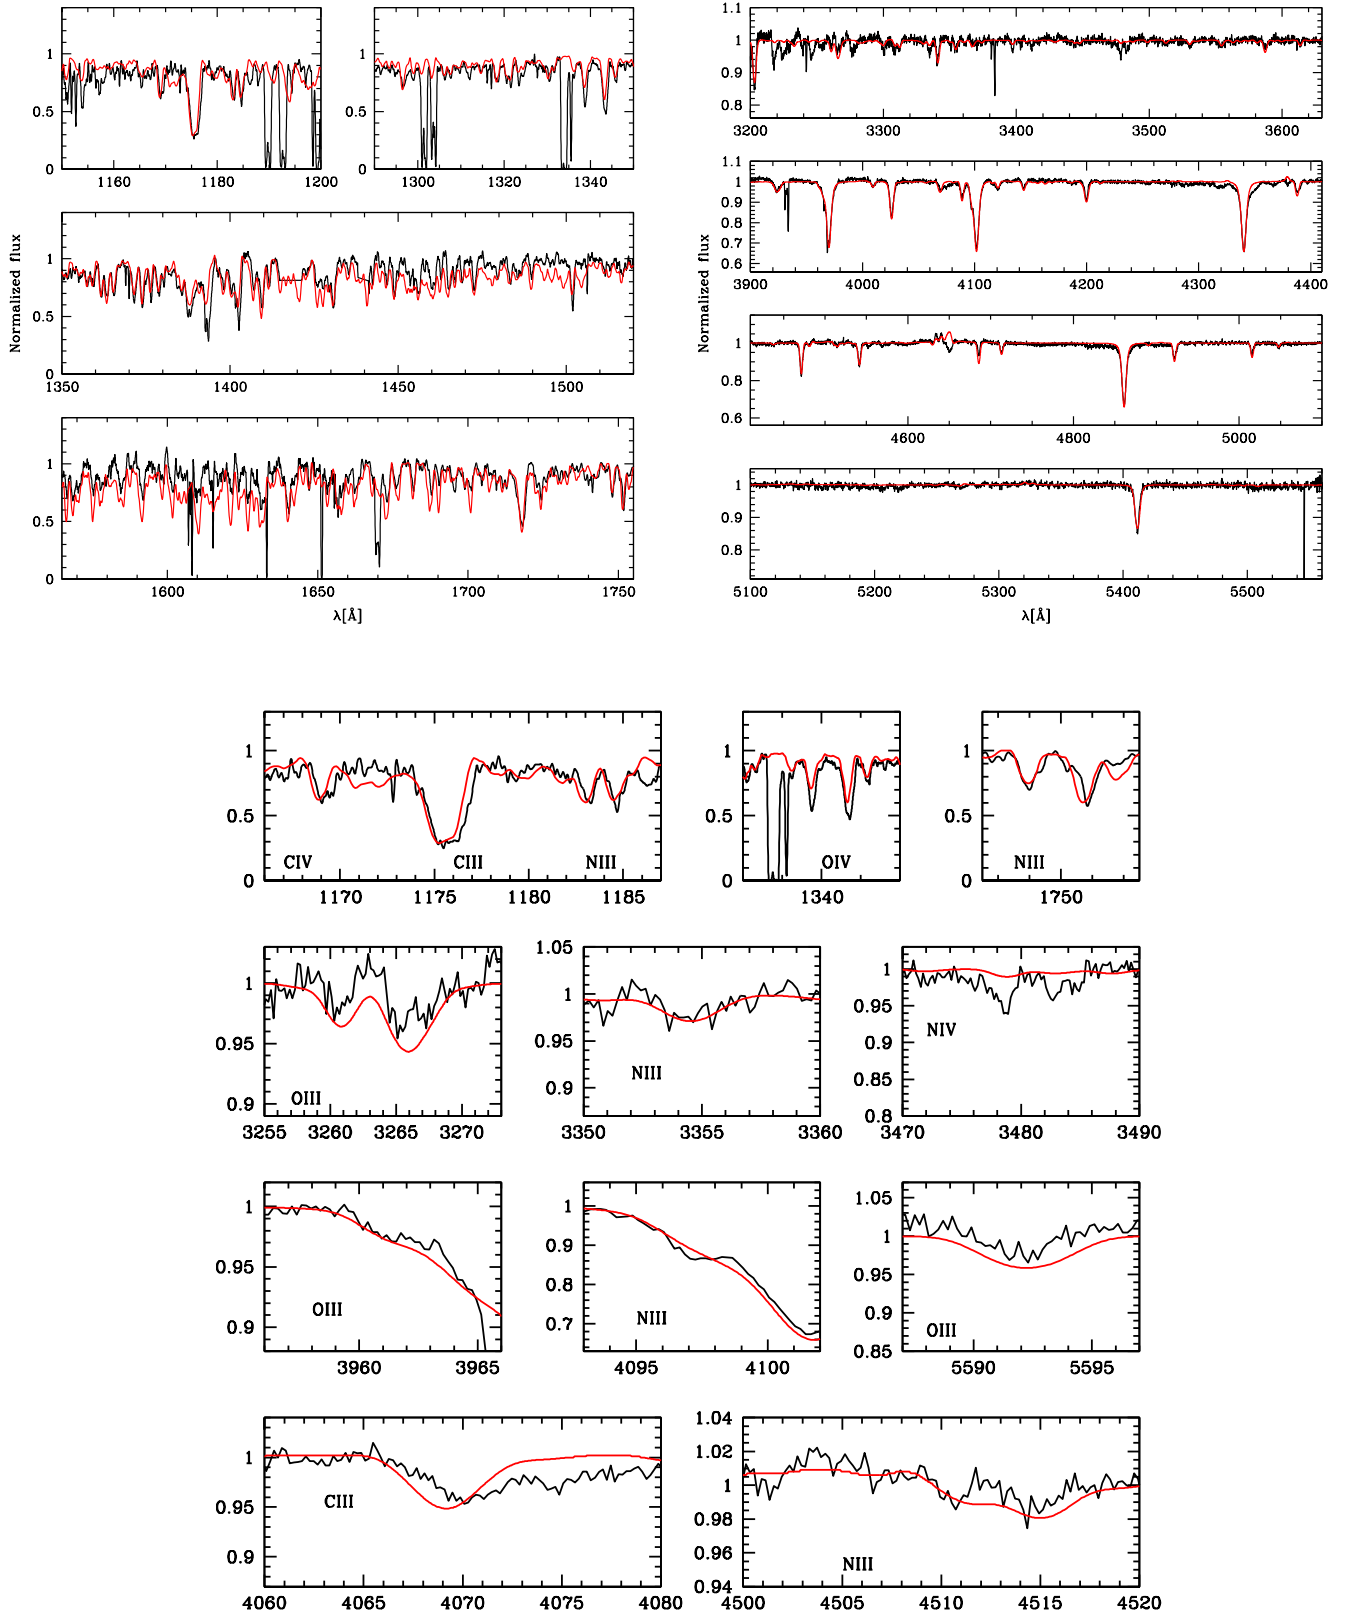 1
0.5
0
1160 1180 1200
1
0.5
0
1300 1320 1340
Normalized flux
1
0.5
0
1350 1400 1450 1500
1
0.5
0
1600 1650 1700 1750
λ[Å]
1.1
1
0.9
0.8
3200 3300 3400 3500 3600
Normalized flux
1.1
1
0.9
0.8
0.7
0.6
3900 4000 4100 4200 4300 4400
1
0.8
0.6
4600 4800 5000
1
0.9
0.8
5100 5200 5300 5400 5500
λ[Å]
1
0.5
0
CIV CIII NIII
1170 1175 1180 1185
1
0.5
0
OIV
1340
1
0.5
0
NIII
1750
1
0.95
0.9
OIII
3255 3260 3265 3270
1.05
1
0.95
0.9
NIII
3350 3355 3360
1
0.95
0.9
0.85
0.8
NIV
3470 3480 3490
1
0.95
0.9
OIII
3960 3965
1
0.9
0.8
0.7
NIII
4095 4100
1.05
1
0.95
0.9
0.85
OIII
5590 5595
1
0.95
0.9
CIII
4060 4065 4070 4075 4080
1.04
1.02
1
0.98
0.96
0.94
NIII
4500 4505 4510 4515 4520